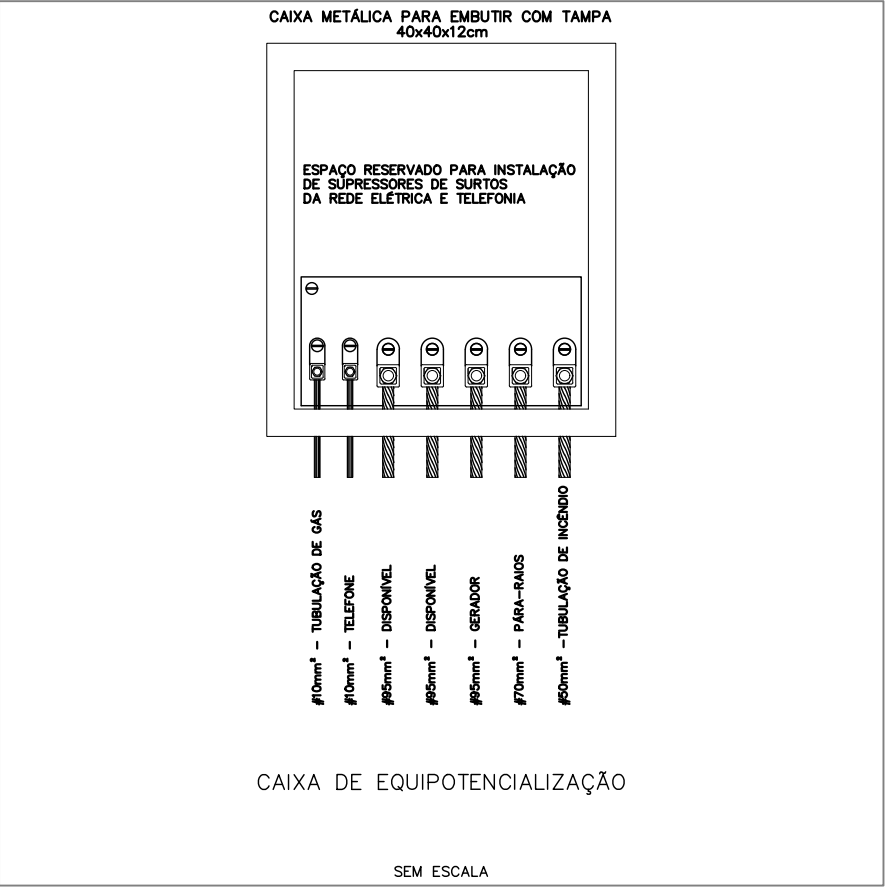 CAIXA METÁLICA PARA EMBUTIR COM TAMPA
40x40x12cm
ESPAÇO RESERVADO PARA INSTALAÇÃO
DE SUPRESSORES DE SURTOS
DA REDE ELÉTRICA E TELEFONIA
#10mm² - TUBULAÇÃO DE GÁS
#10mm² - TELEFONE
#95mm² - DISPONÍVEL
#95mm² - DISPONÍVEL
#95mm² - GERADOR
#70mm² - PÁRA-RAIOS
#50mm² -TUBULAÇÃO DE INCÊNDIO
CAIXA DE EQUIPOTENCIALIZAÇÃO
SEM ESCALA